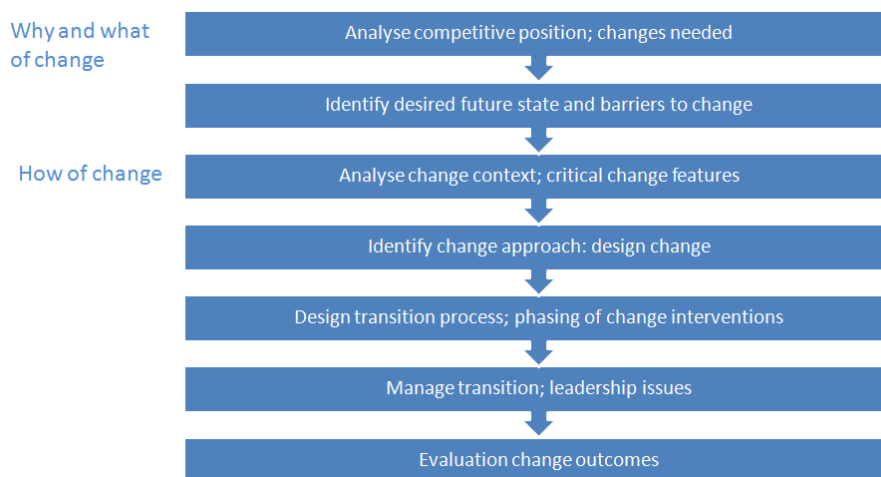 Why and what
of change
Analyse competitive position; changes needed
Identify desired future state and barriers to change
How of change
Analyse change context; critical change features
Identify change approach: design change
Design transition process; phasing of change interventions
Manage transition; leadership issues
Evaluation change outcomes